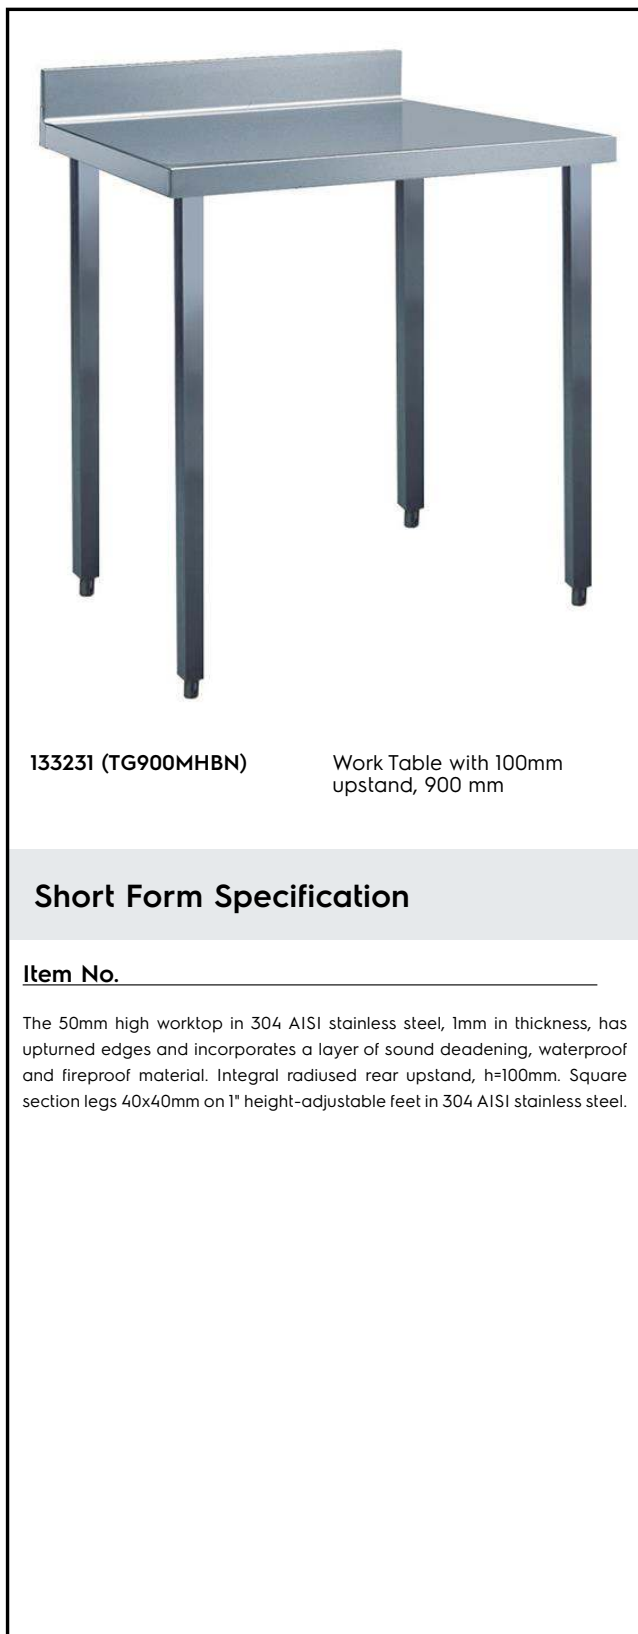 133231 (TG900MHBN)
Work Table with 100mm
upstand, 900 mm
Short Form Specification
Item No.
The 50mm high worktop in 304 AISI stainless steel, 1mm in thickness, has
upturned edges and incorporates a layer of sound deadening, waterproof
and fireproof material. Integral radiused rear upstand, h=100mm. Square
section legs 40x40mm on 1" height-adjustable feet in 304 AISI stainless steel.